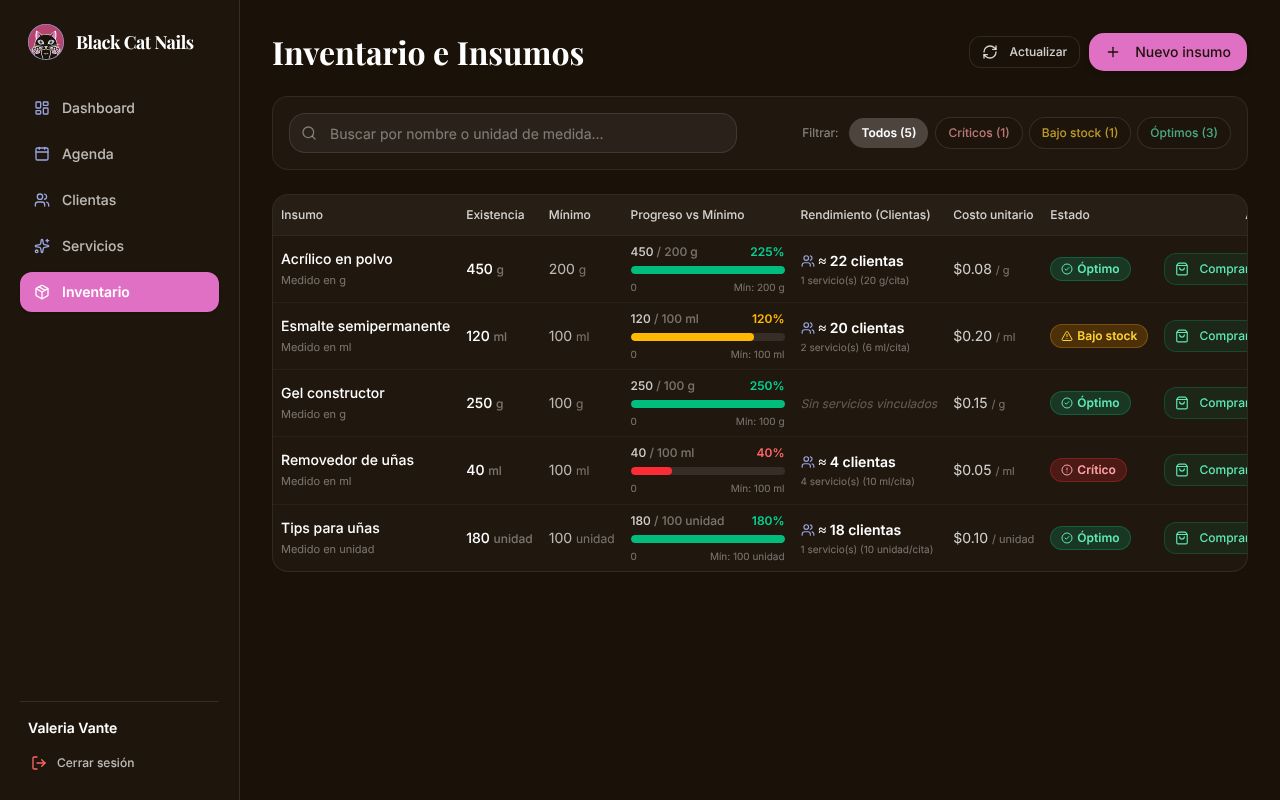 Black Cat Nails
Dashboard
Agenda
Clientas
Servicios
Inventario
Valeria Vante
Cerrar sesión
Inventario e Insumos
Actualizar
Nuevo insumo
Buscar por nombre o unidad de medida...
Filtrar:
Todos (5)
Críticos (1)
Bajo stock (1)
Óptimos (3)
Insumo Existencia Mínimo Progreso vs Mínimo Rendimiento (Clientas) Costo unitario Estado
Acrílico en polvo
Medido en g
450 g
200 g
450 / 200 g 225%
0 Mín: 200 g
≈ 22 clientas
1 servicio(s) (20 g/cita)
$0.08 / g
Óptimo
Comprar
Esmalte semipermanente
Medido en ml
120 ml
100 ml
120 / 100 ml 120%
0 Mín: 100 ml
≈ 20 clientas
2 servicio(s) (6 ml/cita)
$0.20 / ml
Bajo stock
Comprar
Gel constructor
Medido en g
250 g
100 g
250 / 100 g 250%
0 Mín: 100 g
Sin servicios vinculados
$0.15 / g
Óptimo
Comprar
Removedor de uñas
Medido en ml
40 ml
100 ml
40 / 100 ml 40%
0 Mín: 100 ml
≈ 4 clientas
4 servicio(s) (10 ml/cita)
$0.05 / ml
Crítico
Comprar
Tips para uñas
Medido en unidad
180 unidad
100 unidad
180 / 100 unidad 180%
0 Mín: 100 unidad
≈ 18 clientas
1 servicio(s) (10 unidad/cita)
$0.10 / unidad
Óptimo
Comprar